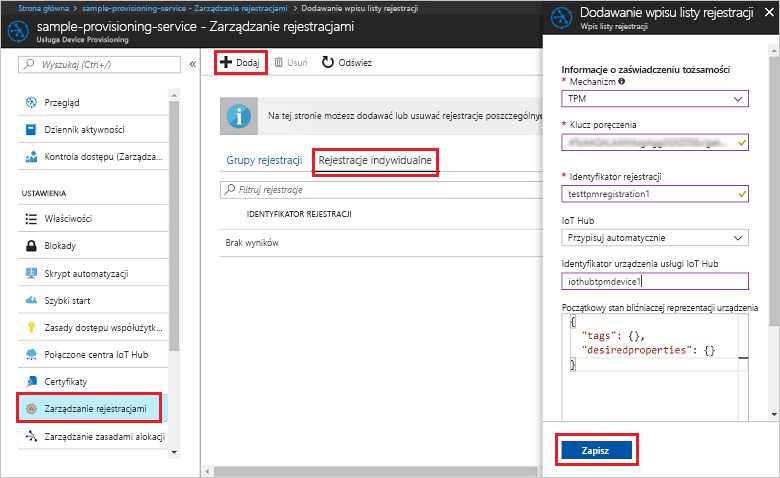 Strona główna > sample-provisioning-service - Zarządzanie rejestracjami > Dodawanie wpisu listy rejestracji
sample-provisioning-service - Zarządzanie rejestracjami
Usługa Device Provisioning
Wyszukaj (Ctrl+/)
Przegląd
Dziennik aktywności
Kontrola dostępu (Zarządza...
USTAWIENIA
Właściwości
Blokady
Skrypt automatyzacji
Szybki start
Zasady dostępu współużytk...
Połączone centra IoT Hub
Certyfikaty
Zarządzanie rejestracjami
Zarządzanie zasadami alokacji
Dodaj
Usuń
Odśwież
Na tej stronie możesz dodawać lub usuwać rejestracje poszczególnych
Grupy rejestracji
Rejestracje indywidualne
Filtruj rejestracje
IDENTYFIKATOR REJESTRACJI
Brak wyników
Dodawanie wpisu listy rejestracji
Wpis listy rejestracji
Informacje o zaświadczeniu tożsamości
* Mechanizm
TPM
* Klucz poręczenia
* Identyfikator rejestracji
testtpmregistration1
IoT Hub
Przypisuj automatycznie
Identyfikator urządzenia usługi IoT Hub
iothubtpmdevice1
Początkowy stan bliźniaczej reprezentacji urządzenia
{
"tags": {},
"desiredproperties": {}
}
Zapisz